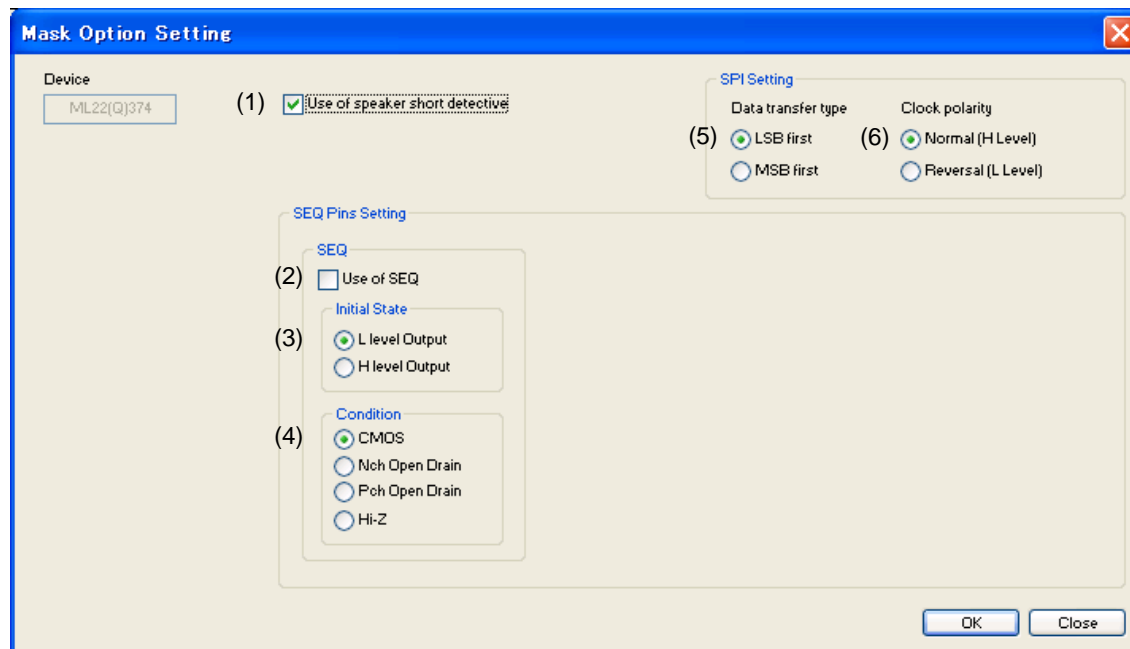 Mask Option Setting
Device
ML22(Q)374
(1) Use of speaker short detective
SPI Setting
Data transfer type
Clock polarity
(5) LSB first
(6) Normal (H Level)
MSB first
Reversal (L Level)
SEQ Pins Setting
SEQ
(2) Use of SEQ
Initial State
(3) L level Output
H level Output
Condition
(4) CMOS
Nch Open Drain
Pch Open Drain
Hi-Z
OK
Close